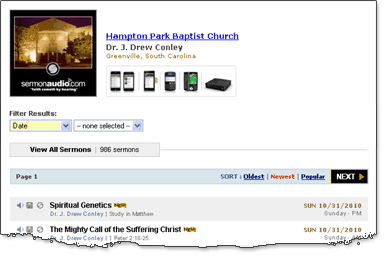 Hampton Park Baptist Church
Dr. J. Drew Conley
Greenville, South Carolina
sermonaudio.com
"faith cometh by hearing"
Filter Results:
Date
-- none selected --
View All Sermons | 986 sermons
Page 1
SORT : Oldest | Newest | Popular
NEXT
Spiritual Genetics New!
SUN 10/31/2010
Dr. J. Drew Conley | Study in Matthew
Sunday - PM
The Mighty Call of the Suffering Christ New!
SUN 10/31/2010
Dr. J. Drew Conley | 1 Peter 2:18-25
Sunday - AM